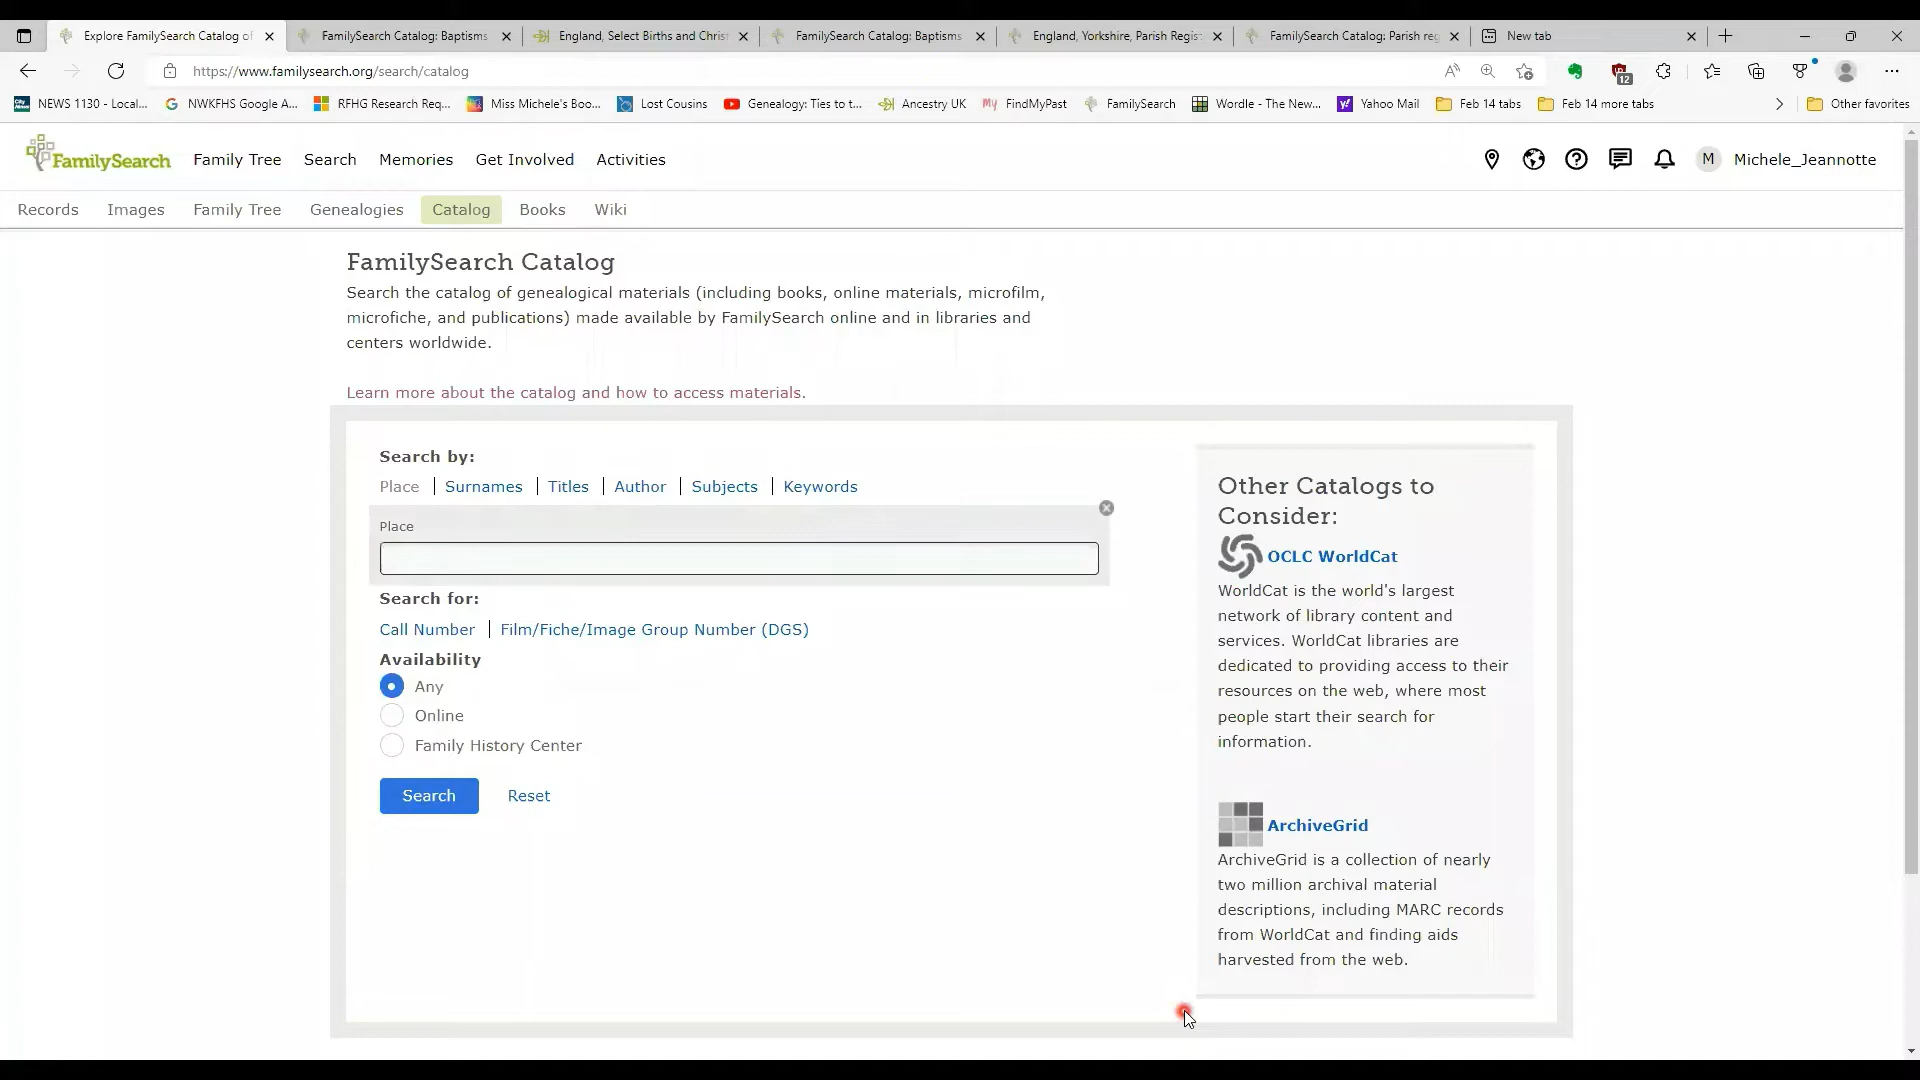 Explore FamilySearch Catalog of
FamilySearch Catalog: Baptisms
England, Select Births and Christ
FamilySearch Catalog: Baptisms
England, Yorkshire, Parish Regist
FamilySearch Catalog: Parish reg
New tab
https://www.familysearch.org/search/catalog
12
NEWS 1130 - Local...
NWKFHS Google A...
RFHG Research Req...
Miss Michele's Boo...
Lost Cousins
Genealogy: Ties to t...
Ancestry UK
FindMyPast
FamilySearch
Wordle - The New...
Yahoo Mail
Feb 14 tabs
Feb 14 more tabs
Other favorites
FamilySearch
Family Tree
Search
Memories
Get Involved
Activities
M
Michele_Jeannotte
Records
Images
Family Tree
Genealogies
Catalog
Books
Wiki
FamilySearch Catalog
Search the catalog of genealogical materials (including books, online materials, microfilm,
microfiche, and publications) made available by FamilySearch online and in libraries and
centers worldwide.
Learn more about the catalog and how to access materials.
Search by:
Place | Surnames | Titles | Author | Subjects | Keywords
Place
Search for:
Call Number | Film/Fiche/Image Group Number (DGS)
Availability
Any
Online
Family History Center
Search
Reset
Other Catalogs to
Consider:
OCLC WorldCat
WorldCat is the world's largest
network of library content and
services. WorldCat libraries are
dedicated to providing access to their
resources on the web, where most
people start their search for
information.
ArchiveGrid
ArchiveGrid is a collection of nearly
two million archival material
descriptions, including MARC records
from WorldCat and finding aids
harvested from the web.